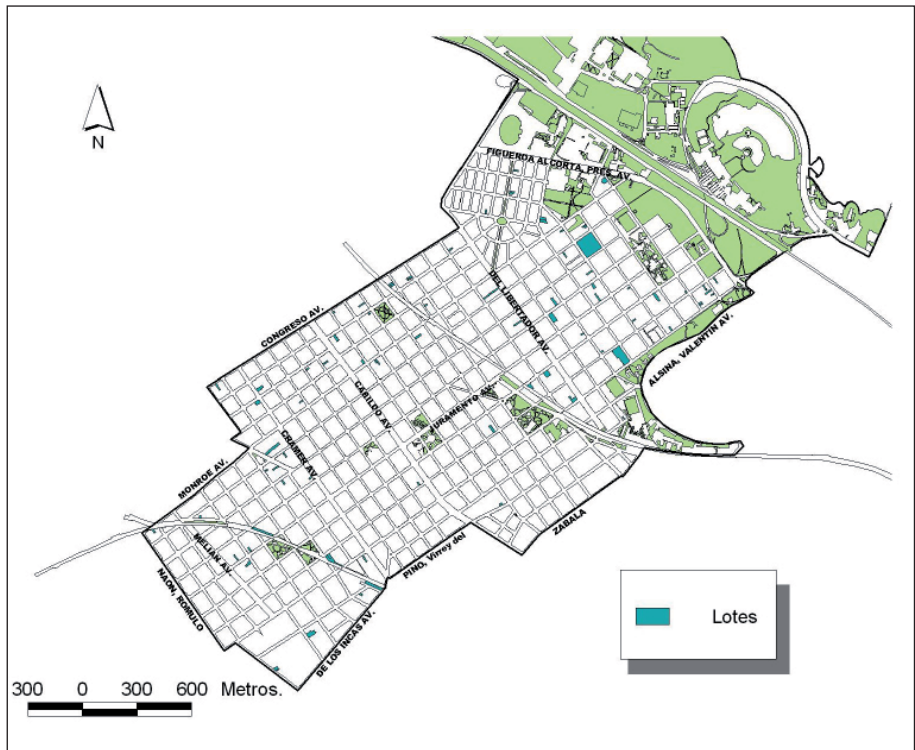 N
FIGUEROA ALCORTA, PRES. AV.
DEL LIBERTADOR AV.
CONGRESO AV.
ALSINA, VALENTIN AV.
CABILDO AV.
JURAMENTO AV.
CRAMER AV.
MONROE AV.
ZABALA
PINO, Virrey del
MELIAN AV.
NAON, ROMULO
DE LOS INCAS AV.
Lotes
300 0 300 600 Metros.